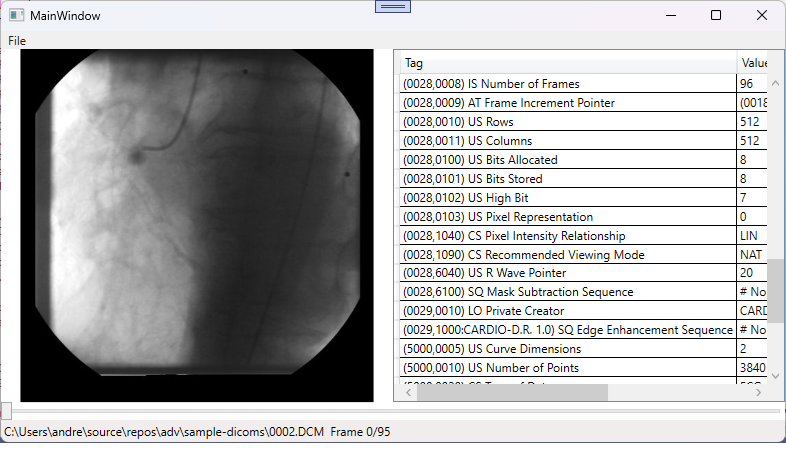 MainWindow
File
Tag Value
(0028,0008) IS Number of Frames 96
(0028,0009) AT Frame Increment Pointer (0018
(0028,0010) US Rows 512
(0028,0011) US Columns 512
(0028,0100) US Bits Allocated 8
(0028,0101) US Bits Stored 8
(0028,0102) US High Bit 7
(0028,0103) US Pixel Representation 0
(0028,1040) CS Pixel Intensity Relationship LIN
(0028,1090) CS Recommended Viewing Mode NAT
(0028,6040) US R Wave Pointer 20
(0028,6100) SQ Mask Subtraction Sequence # No
(0029,0010) LO Private Creator CARD
(0029,1000:CARDIO-D.R. 1.0) SQ Edge Enhancement Sequence # No
(5000,0005) US Curve Dimensions 2
(5000,0010) US Number of Points 3840
C:\Users\andre\source\repos\adv\sample-dicoms\0002.DCM Frame 0/95